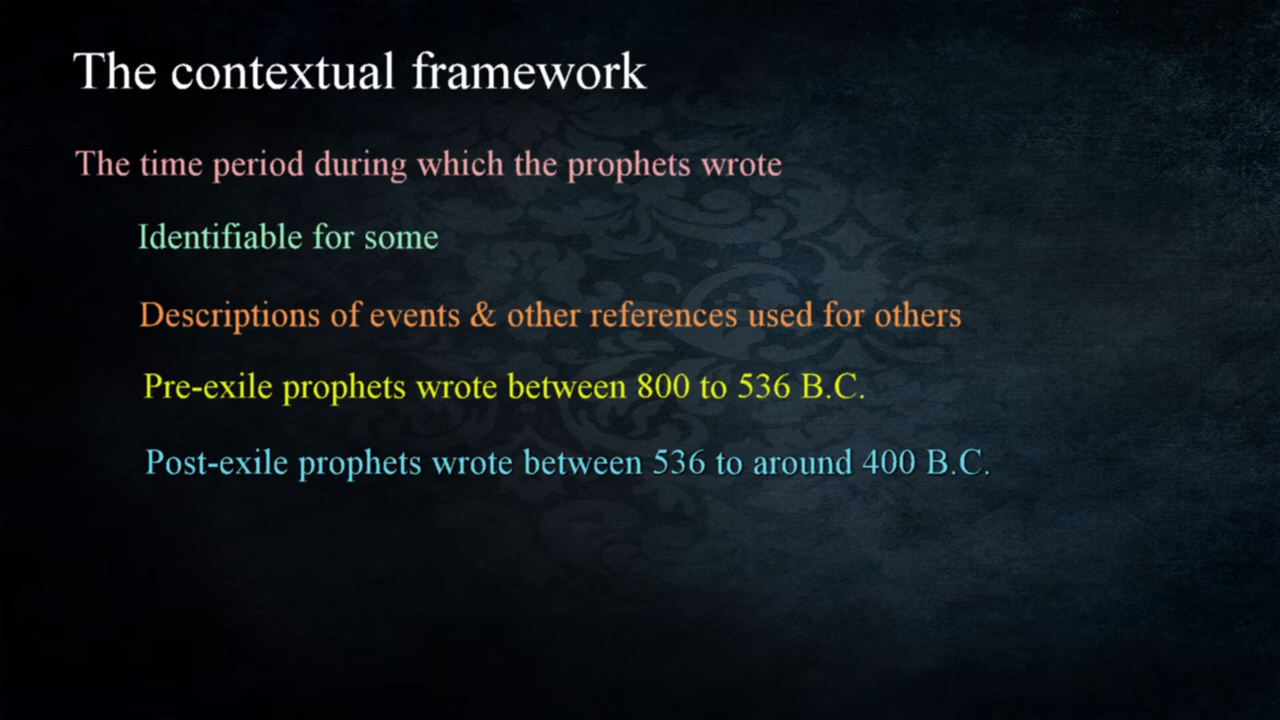 The contextual framework
The time period during which the prophets wrote
Identifiable for some
Descriptions of events & other references used for others
Pre-exile prophets wrote between 800 to 536 B.C.
Post-exile prophets wrote between 536 to around 400 B.C.